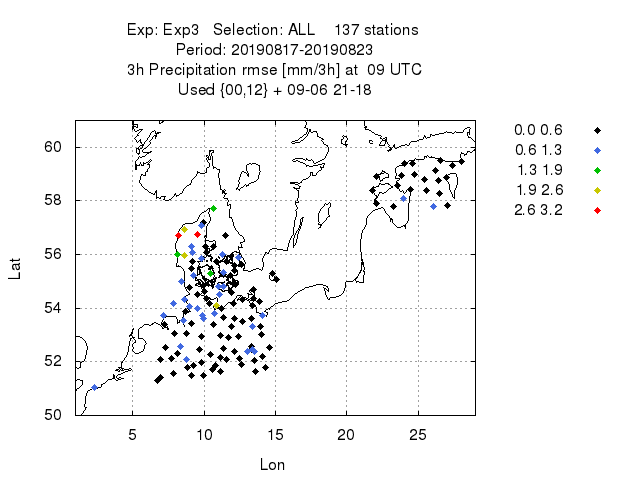 Exp: Exp3 Selection: ALL 137 stations
Period: 20190817-20190823
3h Precipitation rmse [mm/3h] at 09 UTC
Used {00,12} + 09-06 21-18
0.0 0.6
0.6 1.3
1.3 1.9
1.9 2.6
2.6 3.2
60
58
56
54
52
50
Lat
5 10 15 20 25
Lon